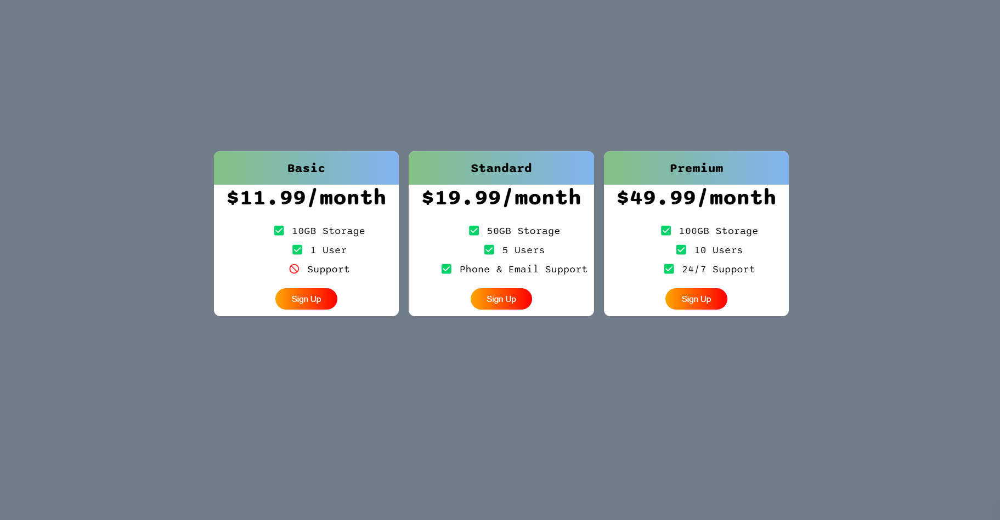 Basic
$11.99/month
10GB Storage
1 User
Support
Sign Up
Standard
$19.99/month
50GB Storage
5 Users
Phone & Email Support
Sign Up
Premium
$49.99/month
100GB Storage
10 Users
24/7 Support
Sign Up